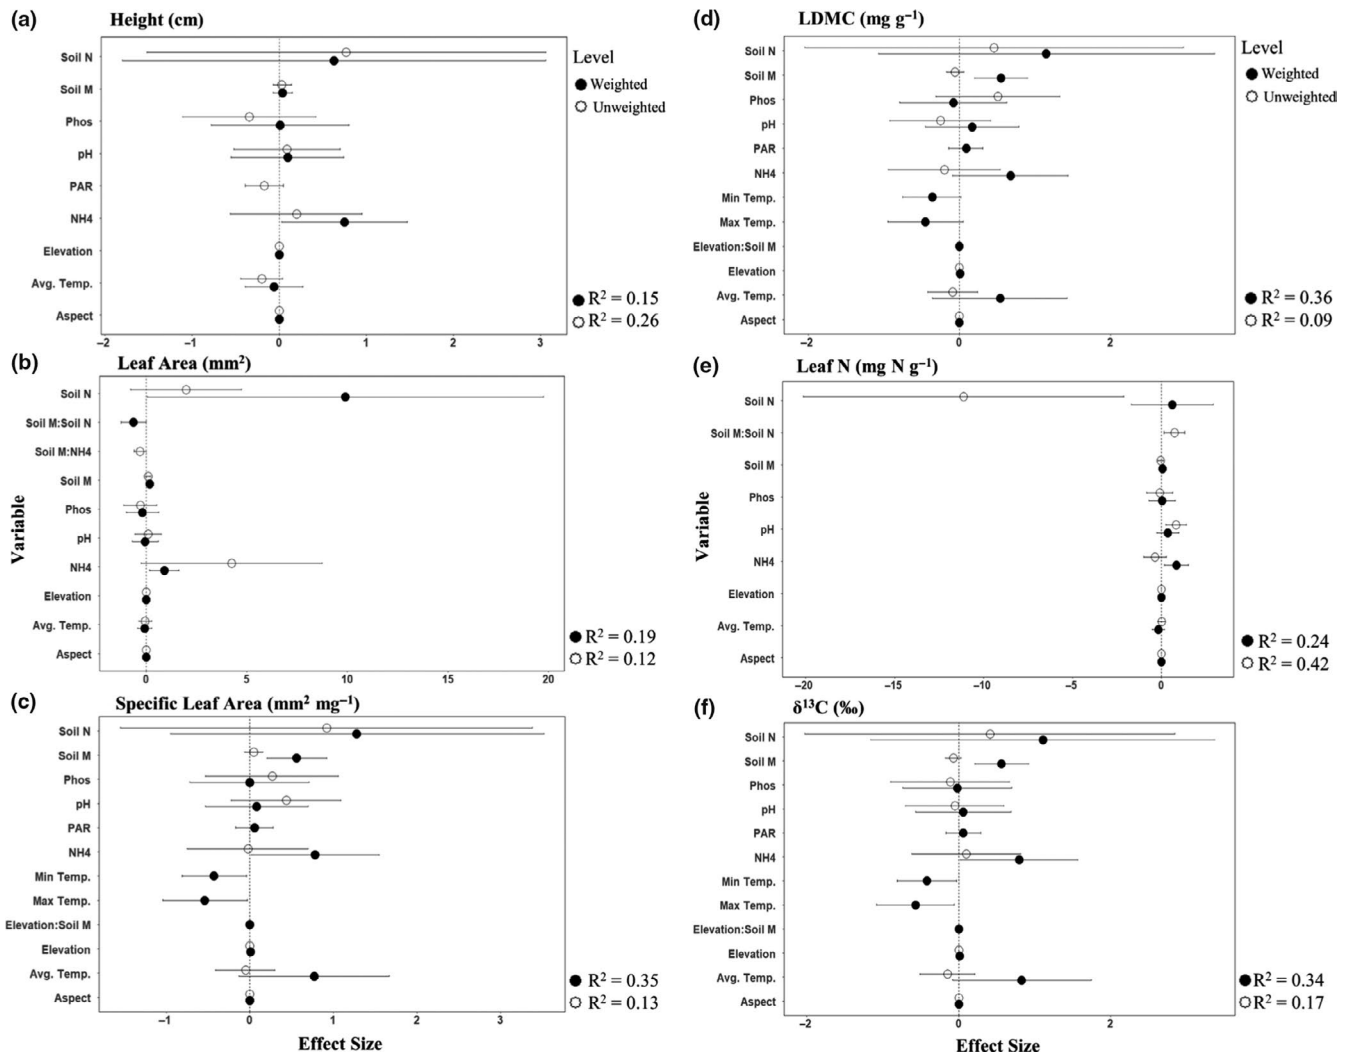 (a)
Height (cm)
Soil N
Soil M
Phos
pH
PAR
NH4
Elevation
Avg. Temp.
Aspect
−2
−1
0
1
2
3
Level
Weighted
Unweighted
R² = 0.15
R² = 0.26
(b)
Leaf Area (mm²)
Soil N
Soil M:Soil N
Soil M:NH4
Soil M
Phos
pH
NH4
Elevation
Avg. Temp.
Aspect
Variable
0
5
10
15
20
R² = 0.19
R² = 0.12
(c)
Specific Leaf Area (mm² mg⁻¹)
Soil N
Soil M
Phos
pH
PAR
NH4
Min Temp.
Max Temp.
Elevation:Soil M
Elevation
Avg. Temp.
Aspect
−1
0
1
2
3
Effect Size
R² = 0.35
R² = 0.13
(d)
LDMC (mg g⁻¹)
Soil N
Soil M
Phos
pH
PAR
NH4
Min Temp.
Max Temp.
Elevation:Soil M
Elevation
Avg. Temp.
Aspect
−2
0
2
Level
Weighted
Unweighted
R² = 0.36
R² = 0.09
(e)
Leaf N (mg N g⁻¹)
Soil N
Soil M:Soil N
Soil M
Phos
pH
NH4
Elevation
Avg. Temp.
Aspect
Variable
−20
−15
−10
−5
0
R² = 0.24
R² = 0.42
(f)
δ¹³C (‰)
Soil N
Soil M
Phos
pH
PAR
NH4
Min Temp.
Max Temp.
Elevation:Soil M
Elevation
Avg. Temp.
Aspect
−2
0
2
Effect Size
R² = 0.34
R² = 0.17